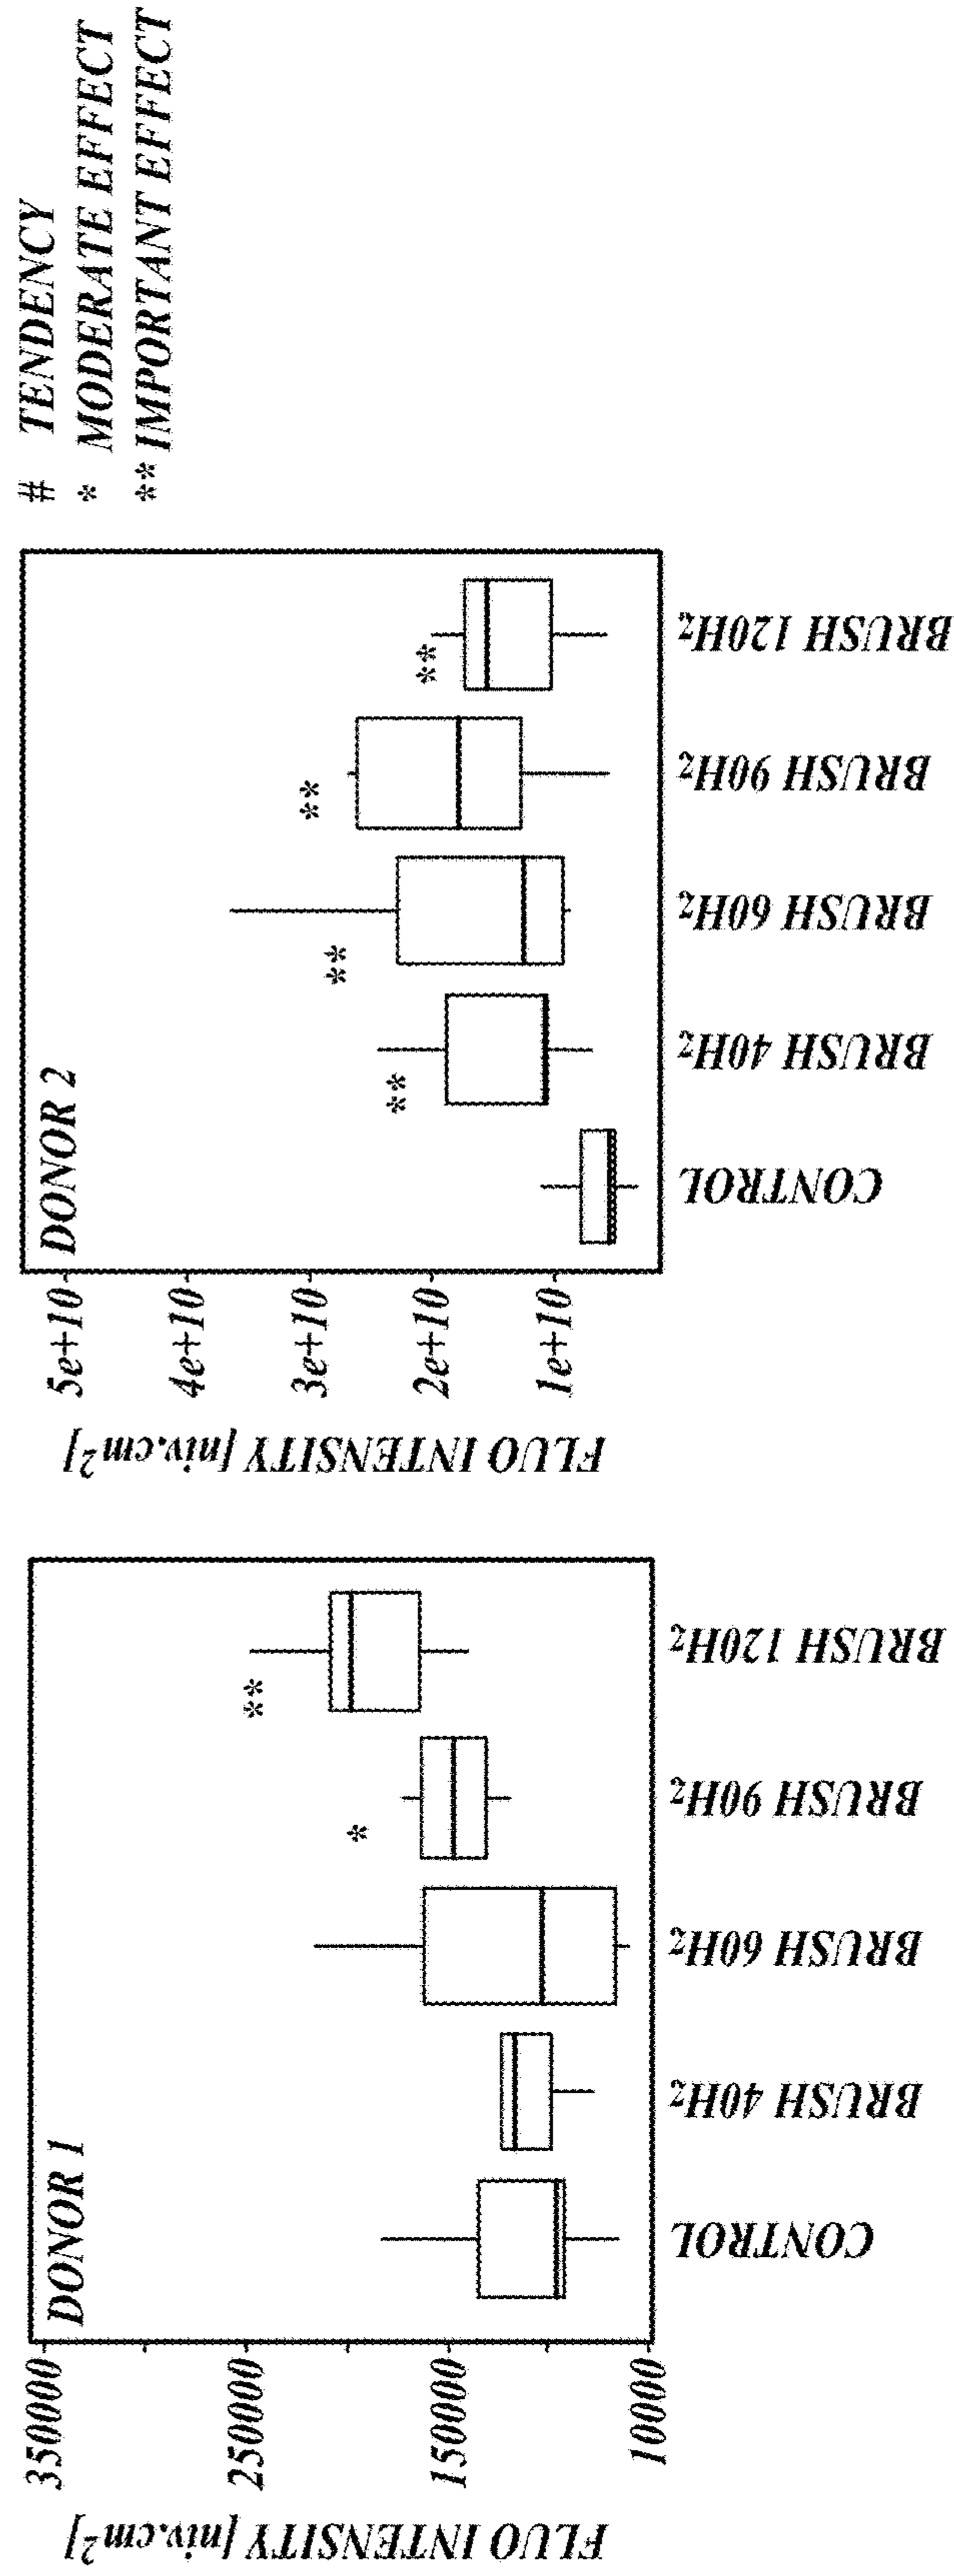 # TENDENCY
* MODERATE EFFECT
** IMPORTANT EFFECT
DONOR 1
FLUO INTENSITY [niv.cm²]
350000
250000
150000
10000
**
*
CONTROL
BRUSH 40Hz
BRUSH 60Hz
BRUSH 90Hz
BRUSH 120Hz
DONOR 2
FLUO INTENSITY [niv.cm²]
5e+10
4e+10
3e+10
2e+10
1e+10
**
**
**
**
CONTROL
BRUSH 40Hz
BRUSH 60Hz
BRUSH 90Hz
BRUSH 120Hz